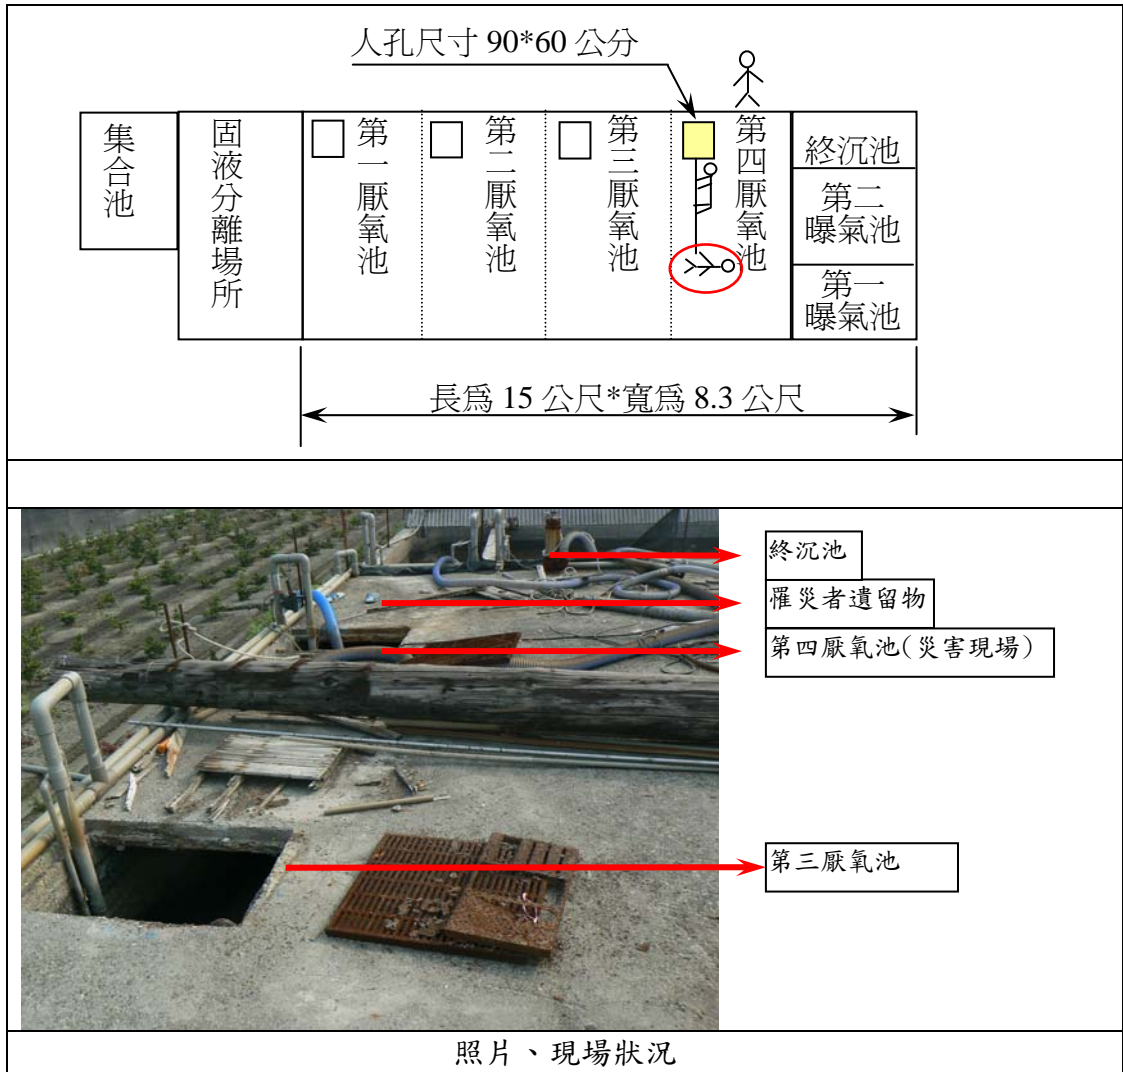 人孔尺寸 90*60 公分
集合池
固液分離場所
第一厭氧池
第二厭氧池
第三厭氧池
第四厭氧池
終沉池
第二
曝氣池
第一
曝氣池
長為 15 公尺*寬為 8.3 公尺
終沉池
罹災者遺留物
第四厭氧池(災害現場)
第三厭氧池
照片、現場狀況